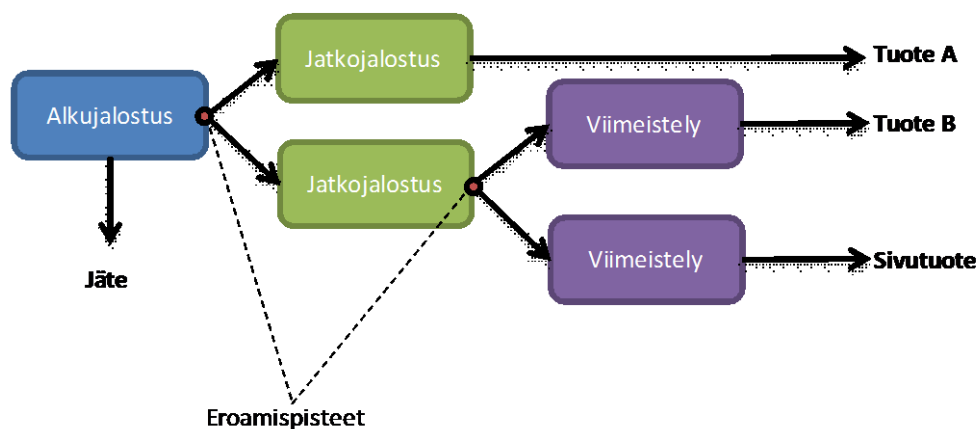 Jatkojalostus
Tuote A
Alkujalostus
Viimeistely
Tuote B
Jatkojalostus
Viimeistely
Sivutuote
Jäte
Eroamispisteet